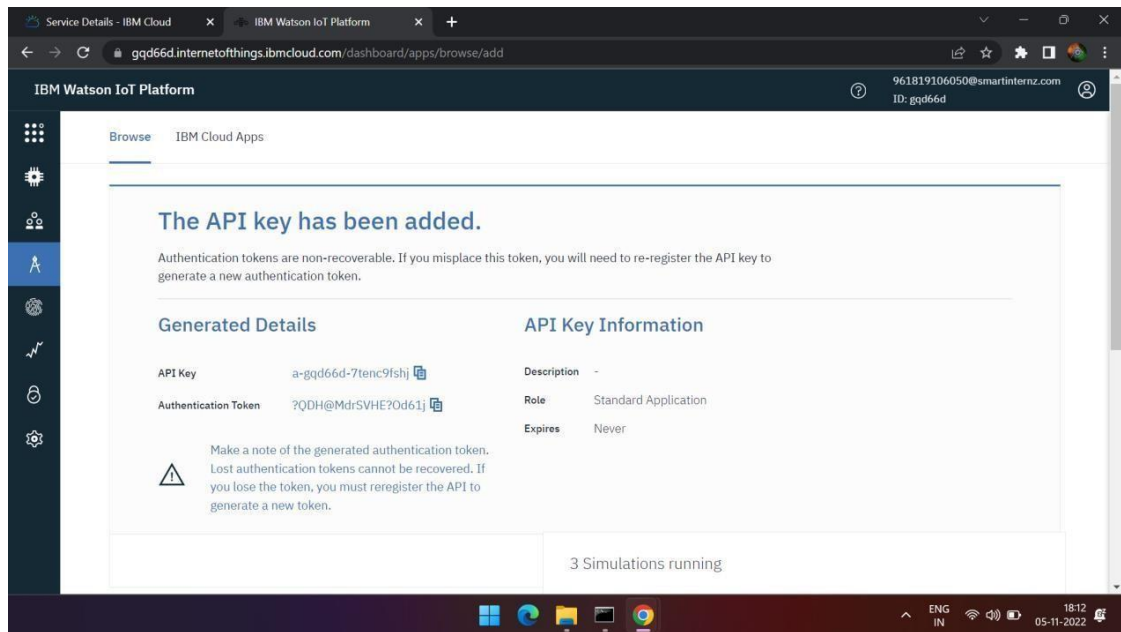 Service Details - IBM Cloud
IBM Watson IoT Platform
gqd66d.internetofthings.ibmcloud.com/dashboard/apps/browse/add
IBM Watson IoT Platform
961819106050@smartinternz.com
ID: gqd66d
Browse IBM Cloud Apps
The API key has been added.
Authentication tokens are non-recoverable. If you misplace this token, you will need to re-register the API key to
generate a new authentication token.
Generated Details
API Key a-gqd66d-7tenc9fshj
Authentication Token ?QDH@MdrSVHE?Od61j
Make a note of the generated authentication token.
Lost authentication tokens cannot be recovered. If
you lose the token, you must reregister the API to
generate a new token.
API Key Information
Description -
Role Standard Application
Expires Never
3 Simulations running
ENG
IN
18:12
05-11-2022